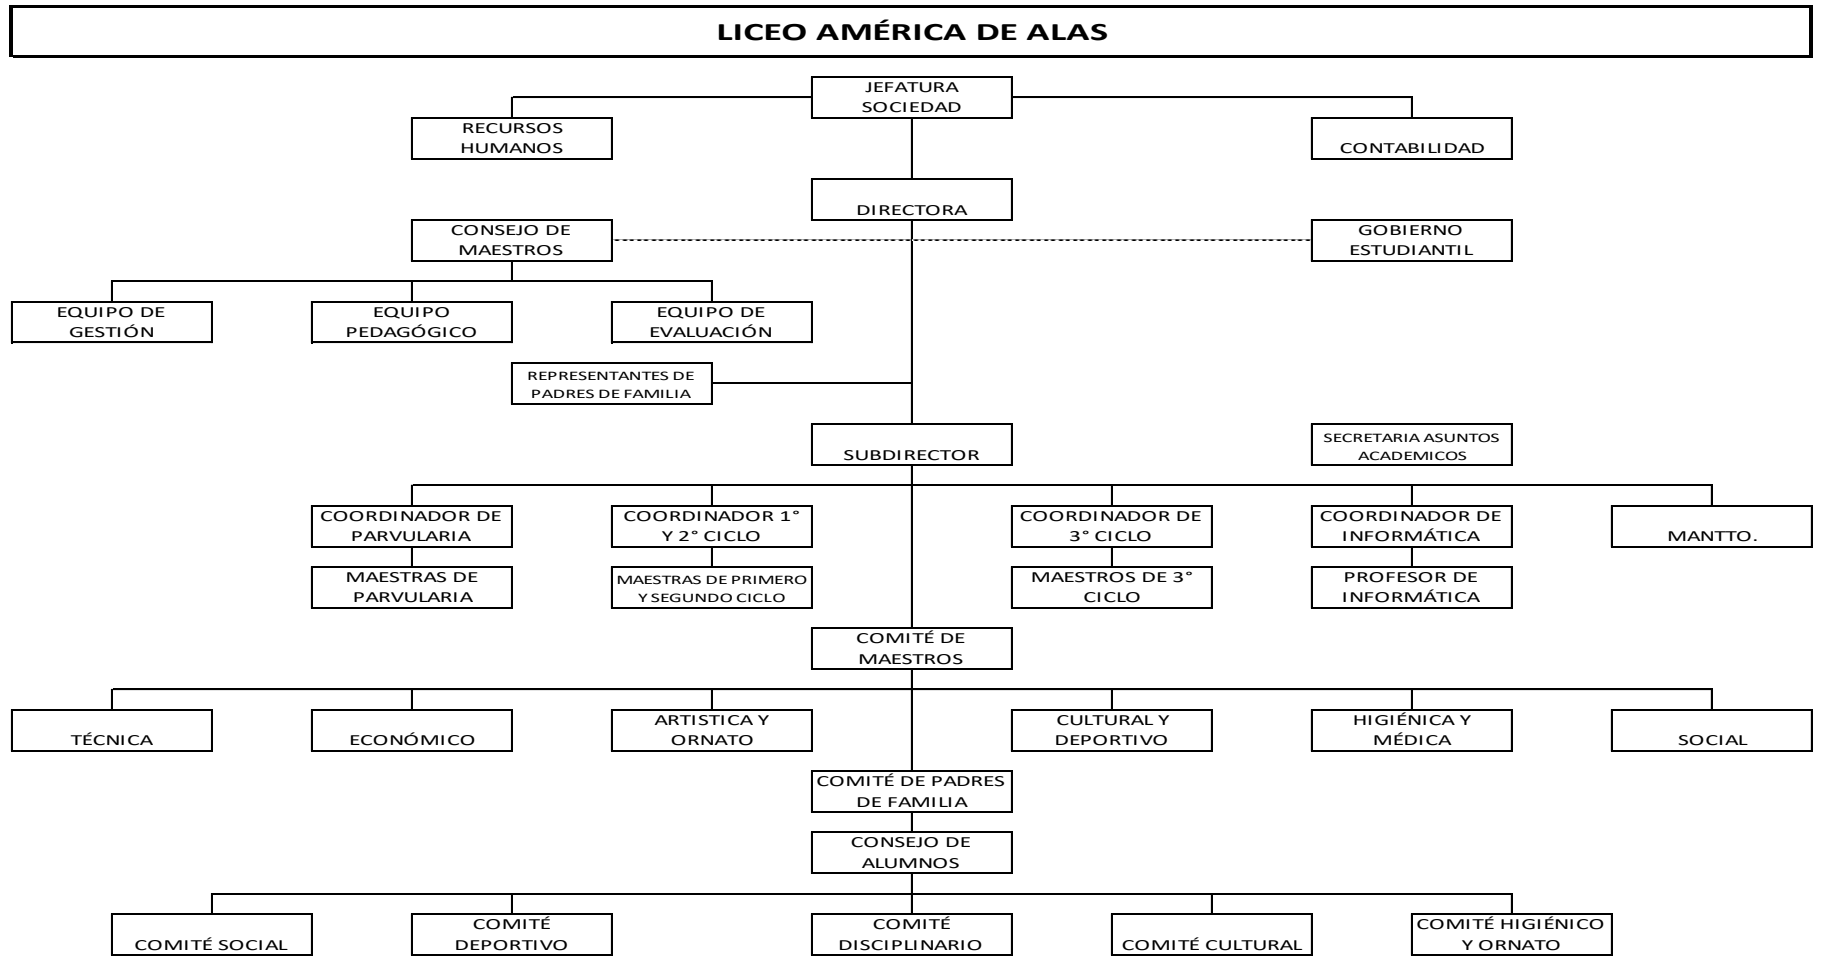 LICEO AMÉRICA DE ALAS
JEFATURA
SOCIEDAD
RECURSOS
HUMANOS
CONTABILIDAD
DIRECTORA
CONSEJO DE
MAESTROS
GOBIERNO
ESTUDIANTIL
EQUIPO DE
GESTIÓN
EQUIPO
PEDAGÓGICO
EQUIPO DE
EVALUACIÓN
REPRESENTANTES DE
PADRES DE FAMILIA
SUBDIRECTOR
SECRETARIA ASUNTOS
ACADEMICOS
COORDINADOR DE
PARVULARIA
COORDINADOR 1°
Y 2° CICLO
COORDINADOR DE
3° CICLO
COORDINADOR DE
INFORMÁTICA
MANTTO.
MAESTRAS DE
PARVULARIA
MAESTRAS DE PRIMERO
Y SEGUNDO CICLO
MAESTROS DE 3°
CICLO
PROFESOR DE
INFORMÁTICA
COMITÉ DE
MAESTROS
TÉCNICA
ECONÓMICO
ARTISTICA Y
ORNATO
CULTURAL Y
DEPORTIVO
HIGIÉNICA Y
MÉDICA
SOCIAL
COMITÉ DE PADRES
DE FAMILIA
CONSEJO DE
ALUMNOS
COMITÉ SOCIAL
COMITÉ
DEPORTIVO
COMITÉ
DISCIPLINARIO
COMITÉ CULTURAL
COMITÉ HIGIÉNICO
Y ORNATO